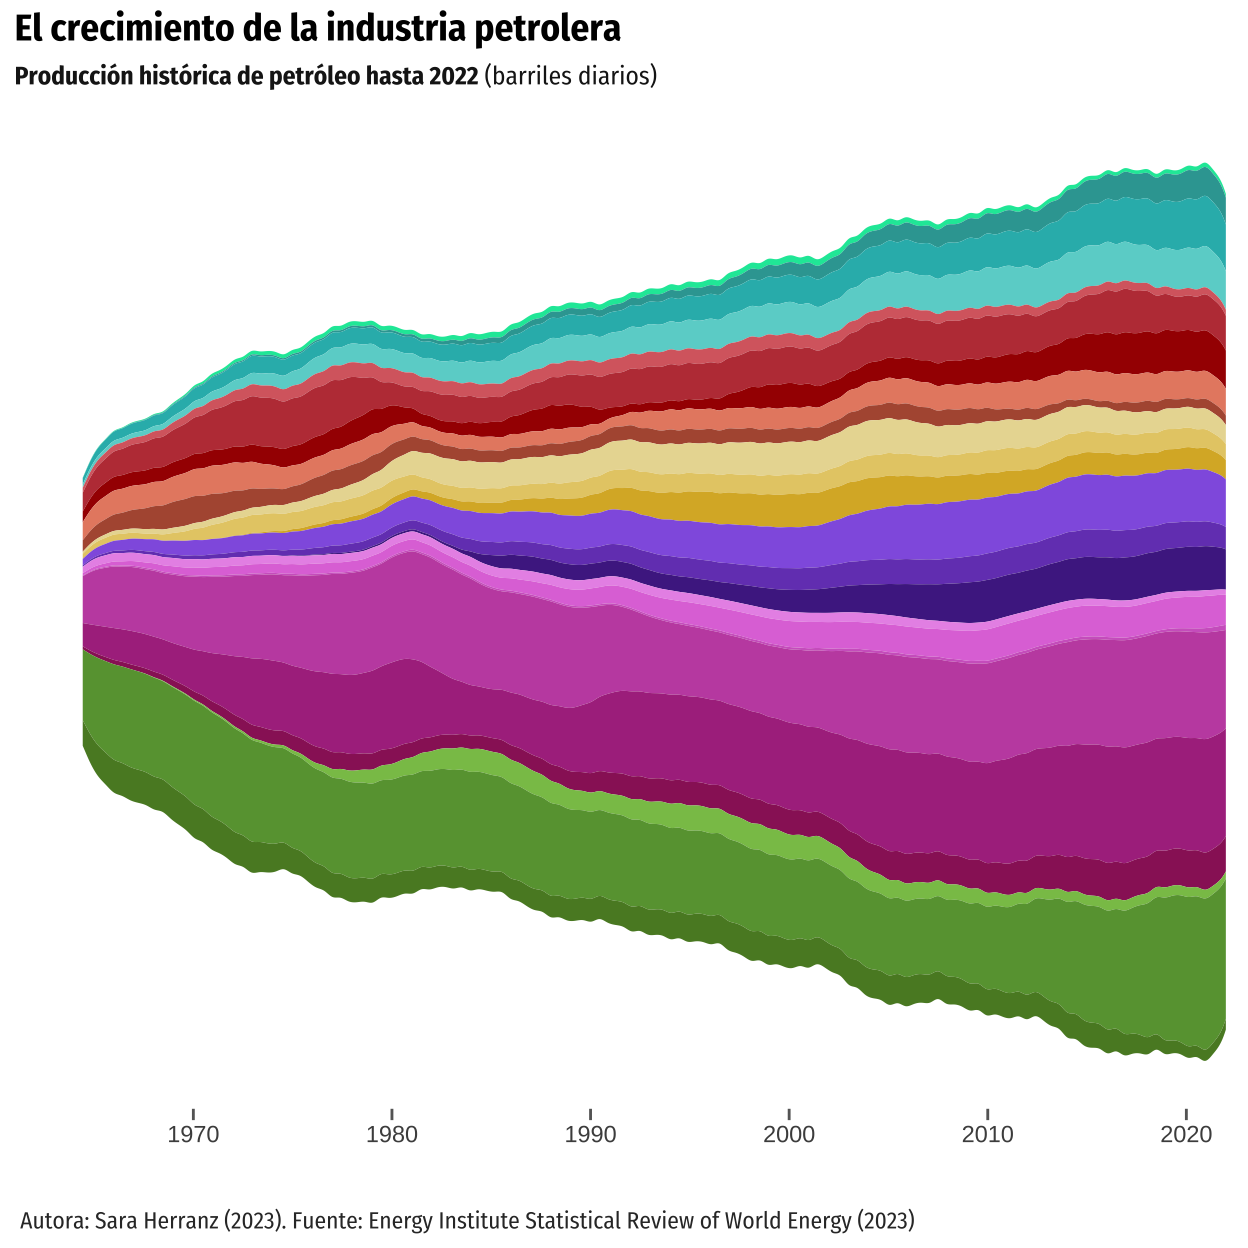 El crecimiento de la industria petrolera
Producción histórica de petróleo hasta 2022 (barriles diarios)
1970 1980 1990 2000 2010 2020
Autora: Sara Herranz (2023). Fuente: Energy Institute Statistical Review of World Energy (2023)